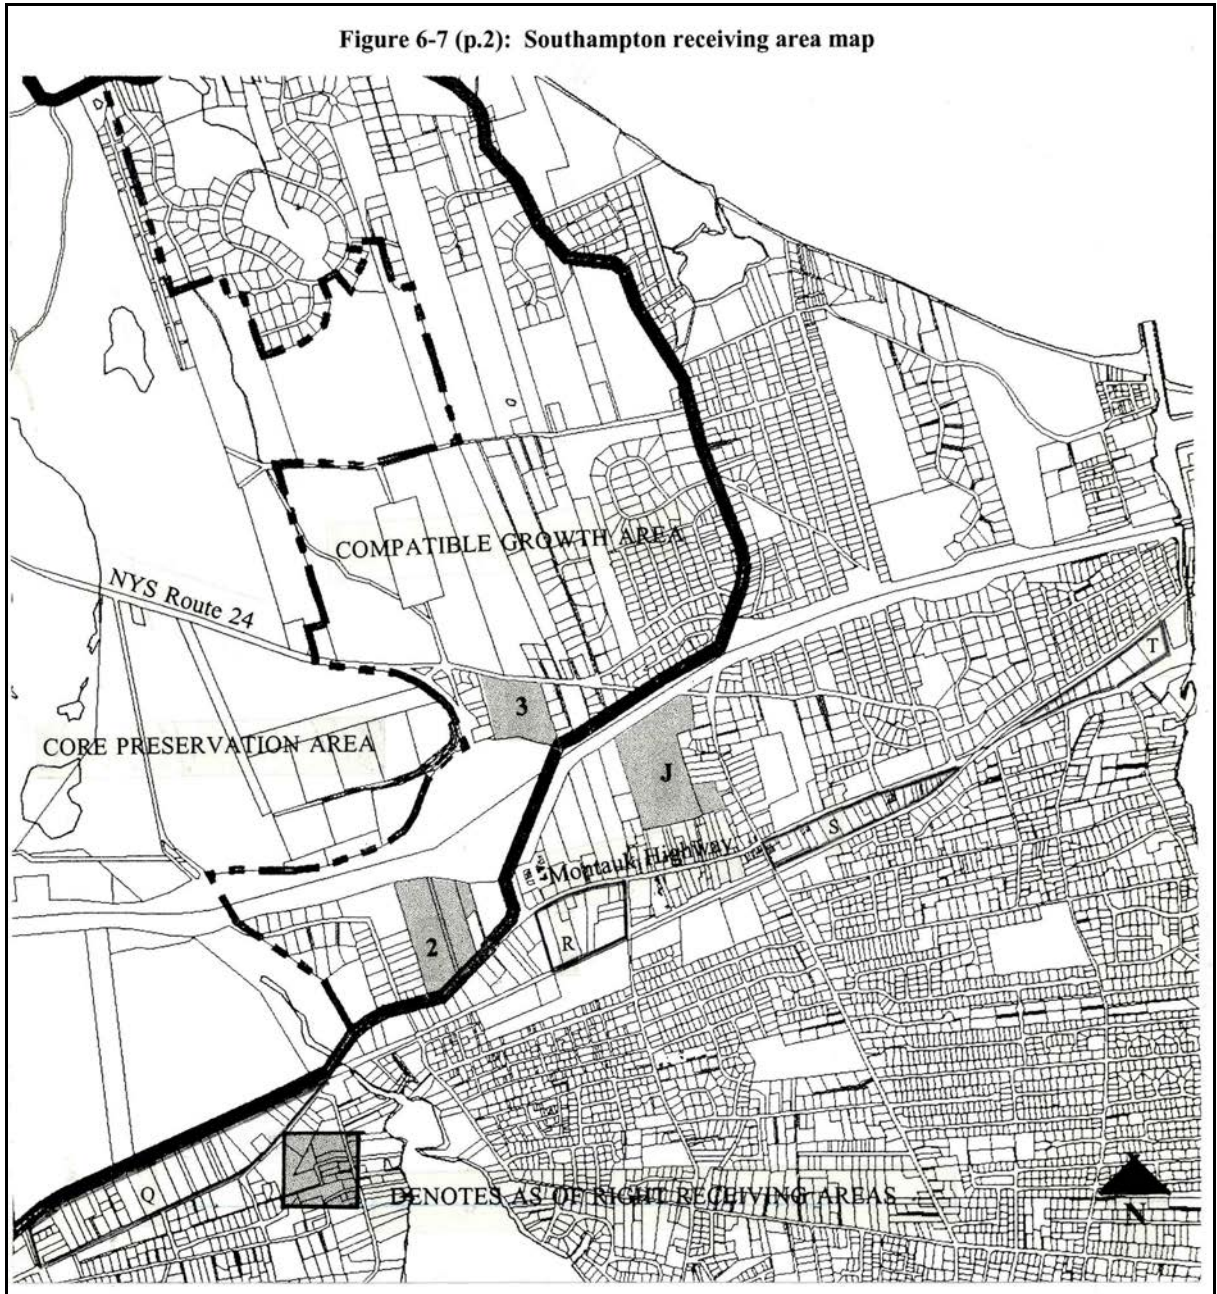 Figure 6-7 (p.2): Southampton receiving area map
COMPATIBLE GROWTH AREA
NYS Route 24
T
3
CORE PRESERVATION AREA
J
S
Montauk Highway
R
2
Q
DENOTES AS OF RIGHT RECEIVING AREAS
N